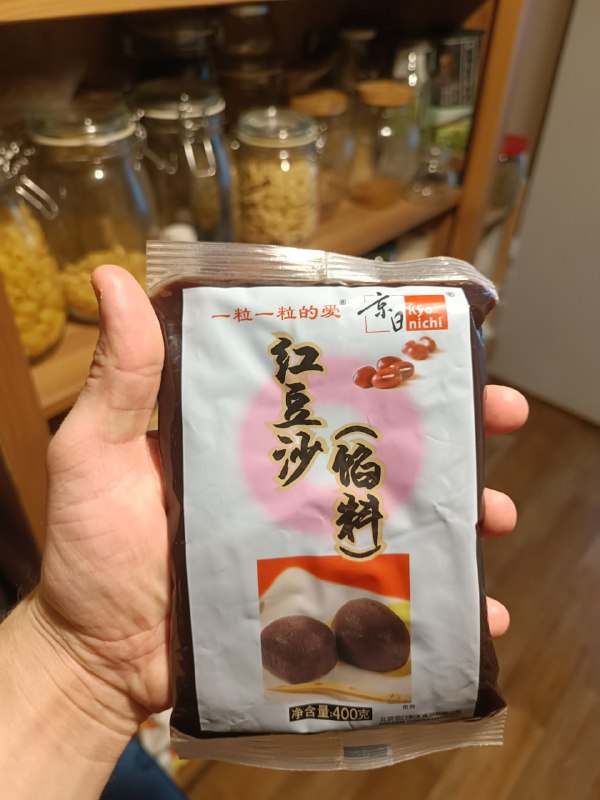 一粒一粒的爱®
京日
Kyo
nichi
®
红豆沙
（馅料）
净含量:400克